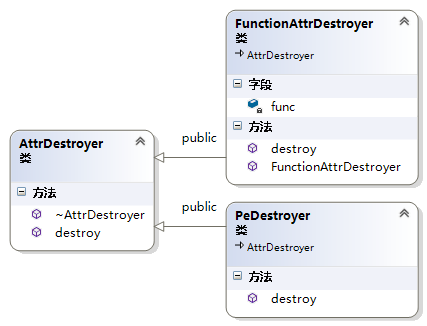 AttrDestroyer
类
方法
~AttrDestroyer
destroy
public
public
FunctionAttrDestroyer
类
AttrDestroyer
字段
func
方法
destroy
FunctionAttrDestroyer
PeDestroyer
类
AttrDestroyer
方法
destroy